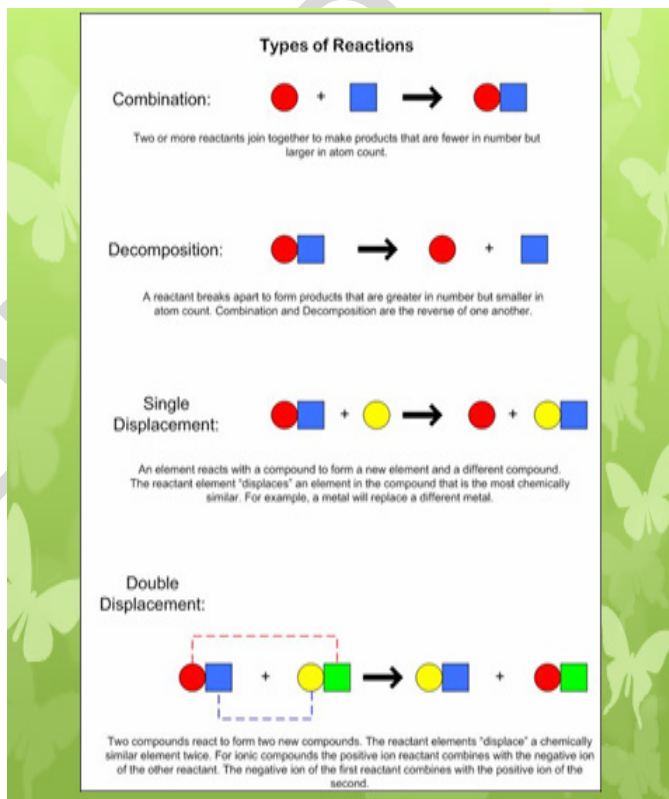 Types of Reactions
Combination:
+
Two or more reactants join together to make products that are fewer in number but
larger in atom count.
Decomposition:
+
A reactant breaks apart to form products that are greater in number but smaller in
atom count. Combination and Decomposition are the reverse of one another.
Single
Displacement:
+ +
An element reacts with a compound to form a new element and a different compound.
The reactant element "displaces" an element in the compound that is the most chemically
similar. For example, a metal will replace a different metal.
Double
Displacement:
+ +
Two compounds react to form two new compounds. The reactant elements "displace" a chemically
similar element twice. For ionic compounds the positive ion reactant combines with the negative ion
of the other reactant. The negative ion of the first reactant combines with the positive ion of the
second.